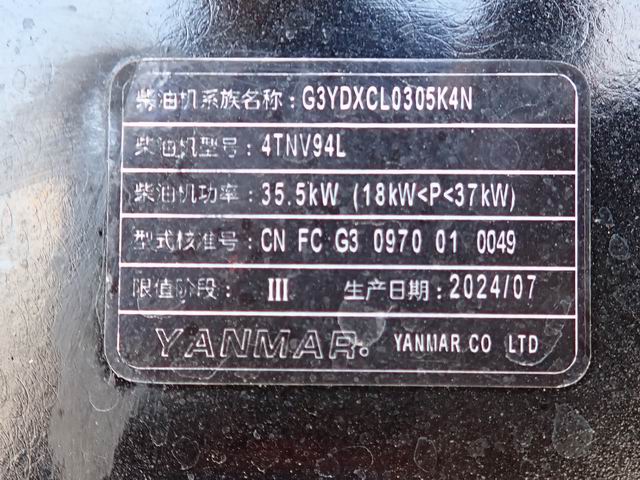 柴油机系族名称：G3YDXCL0305K4N
柴油机型号：4TNV94L
柴油机功率：35.5kW (18kW<P<37kW)
型式核准号：CN FC G3 0970 01 0049
限值阶段： III 生产日期：2024/07
YANMAR. YANMAR CO LTD